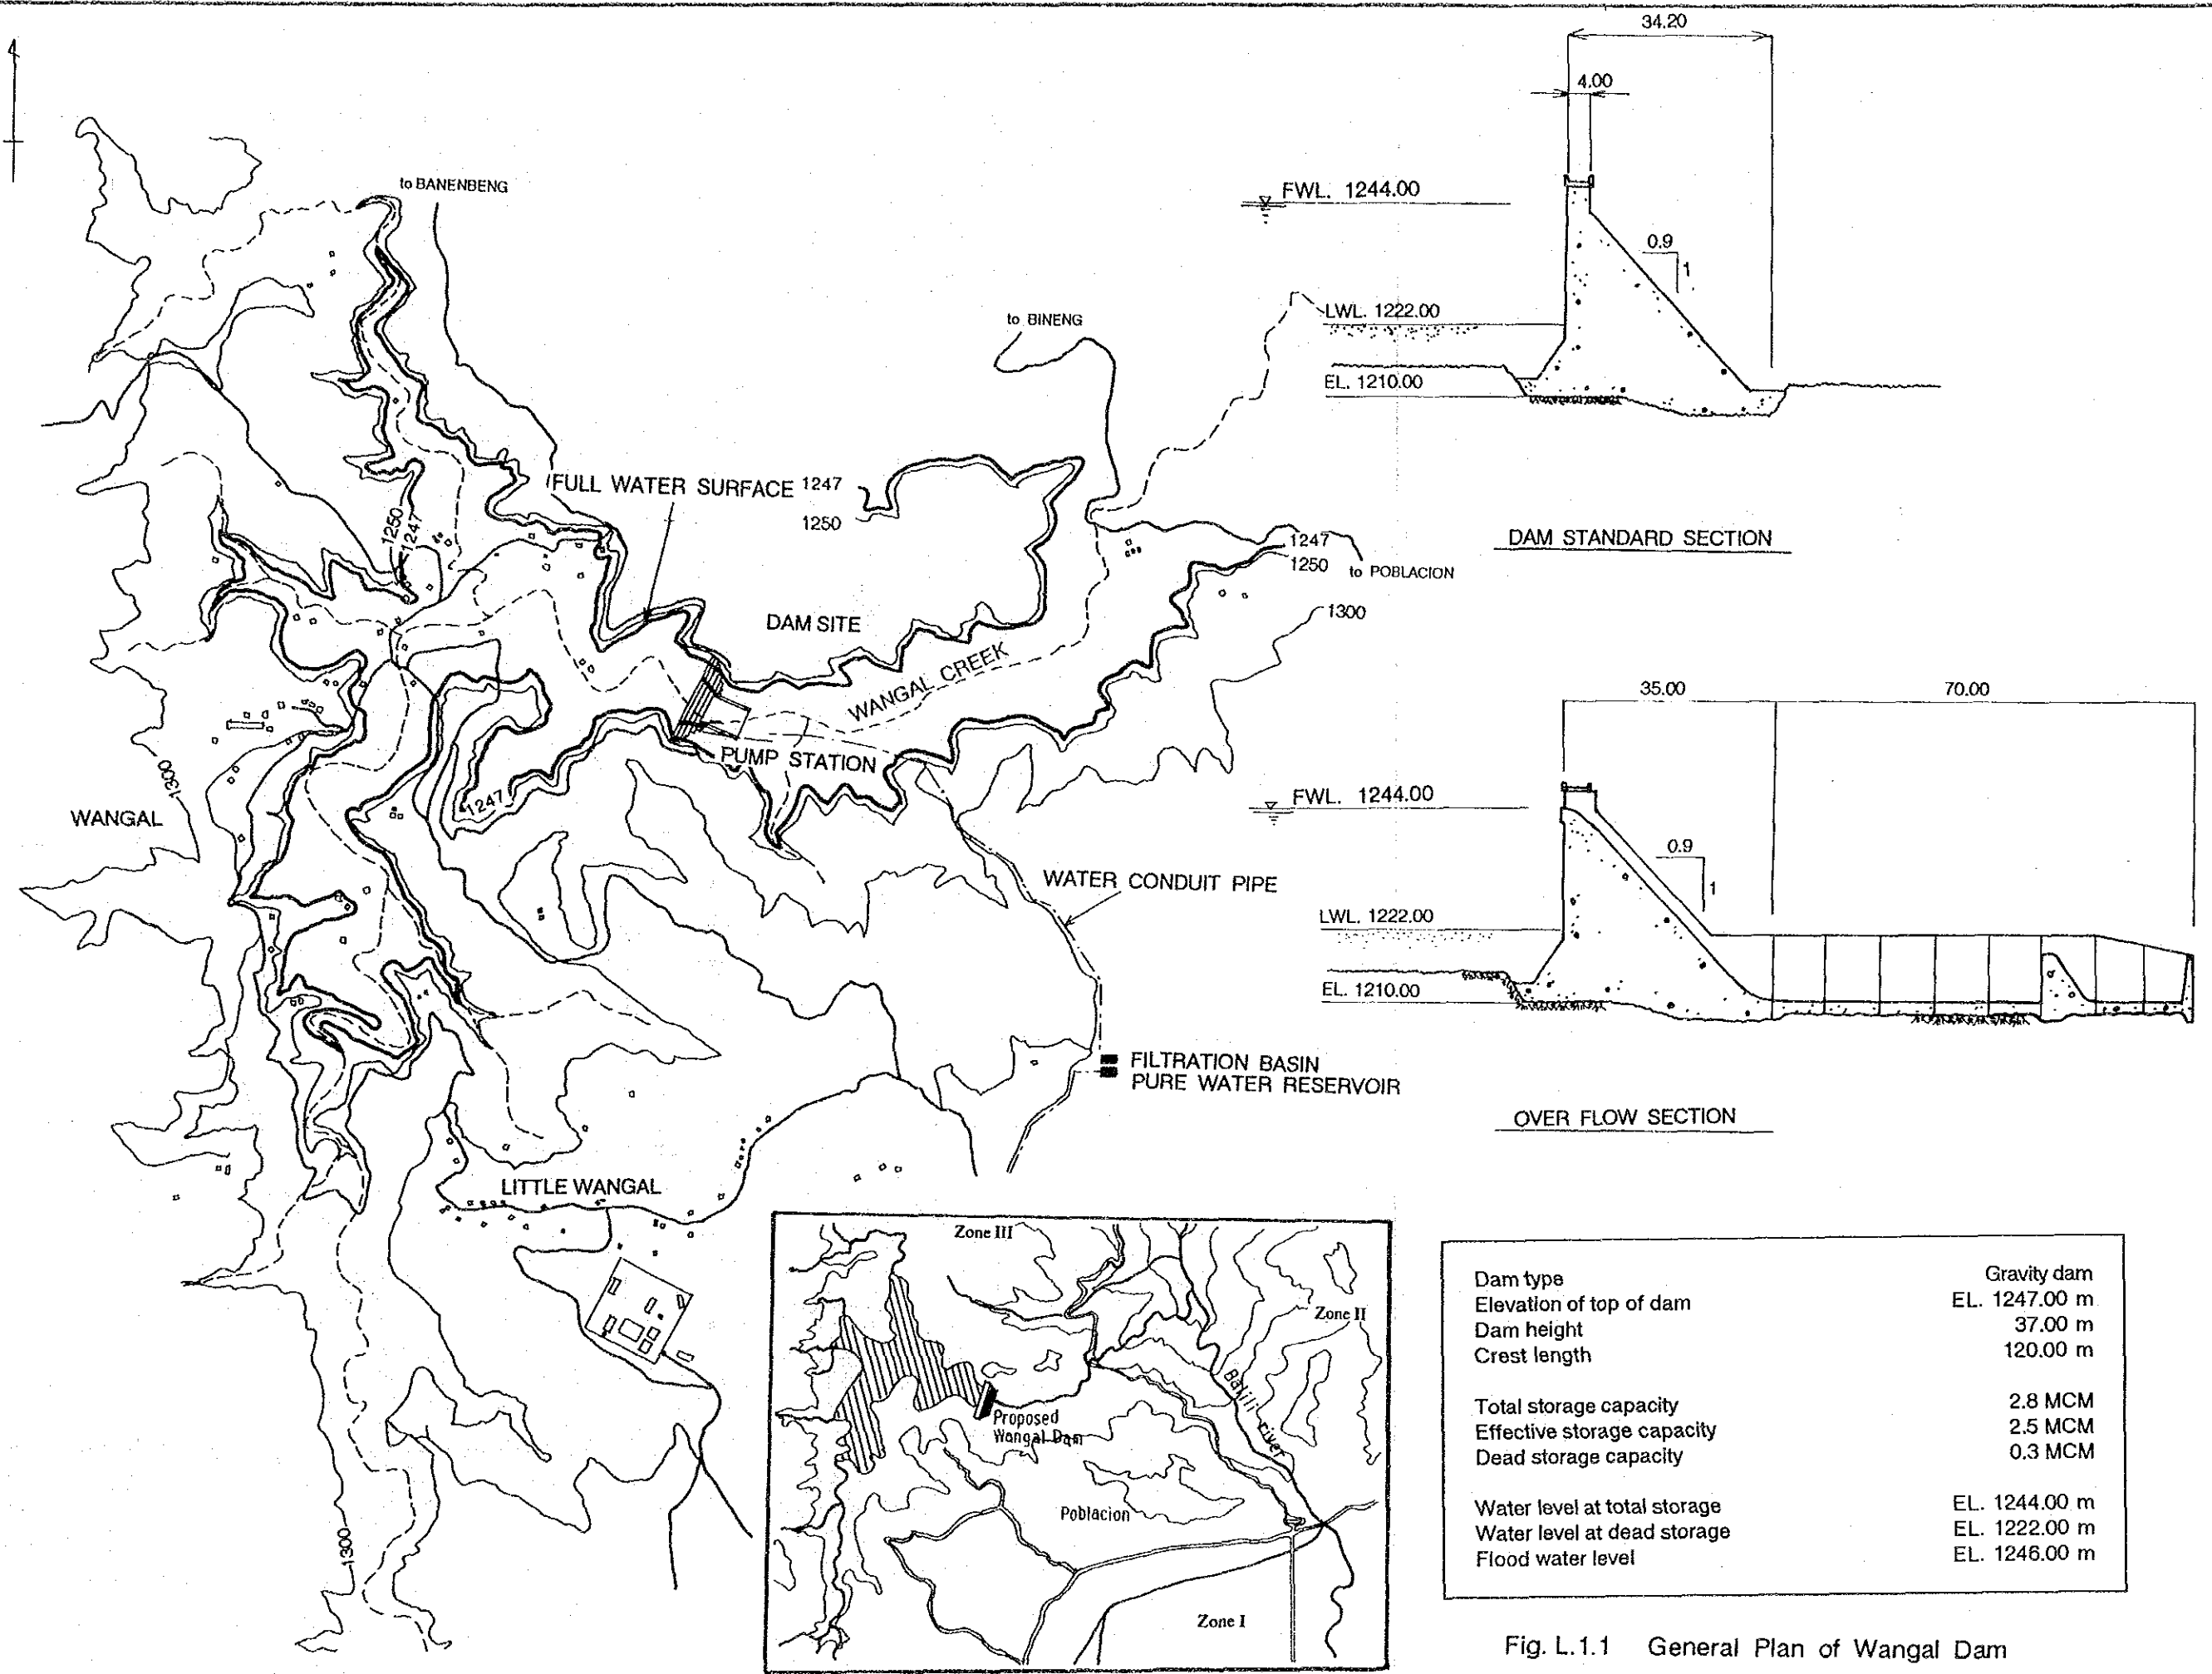 34.20
4.00
to BANENBENG
FWL. 1244.00
0.9
1
to BINENG
LWL. 1222.00
EL. 1210.00
FULL WATER SURFACE
1247
1250
1250
1247
DAM STANDARD SECTION
1247
1250
to POBLACION
1300
DAM SITE
WANGAL CREEK
PUMP STATION
35.00
70.00
1300
1247
WANGAL
FWL. 1244.00
0.9
1
WATER CONDUIT PIPE
LWL. 1222.00
EL. 1210.00
FILTRATION BASIN
PURE WATER RESERVOIR
OVER FLOW SECTION
LITTLE WANGAL
1300
Zone III
Zone II
Proposed
Wangal Dam
Poblacion
Zone I
Dam type Gravity dam
Elevation of top of dam EL. 1247.00 m
Dam height 37.00 m
Crest length 120.00 m
Total storage capacity 2.8 MCM
Effective storage capacity 2.5 MCM
Dead storage capacity 0.3 MCM
Water level at total storage EL. 1244.00 m
Water level at dead storage EL. 1222.00 m
Flood water level EL. 1246.00 m
Fig. L.1.1 General Plan of Wangal Dam